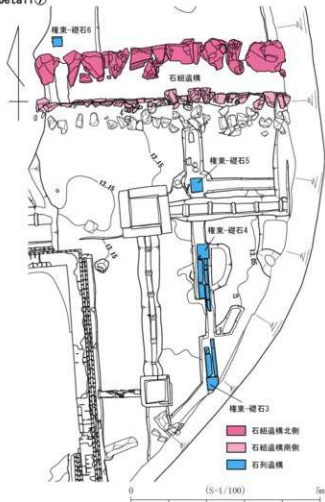 Detail⑦
権東-礎石6
石組遺構
権東-礎石5
権東-礎石4
権東-礎石3
石組遺構北側
石組遺構南側
石列遺構
0 (S=1/100) 5m